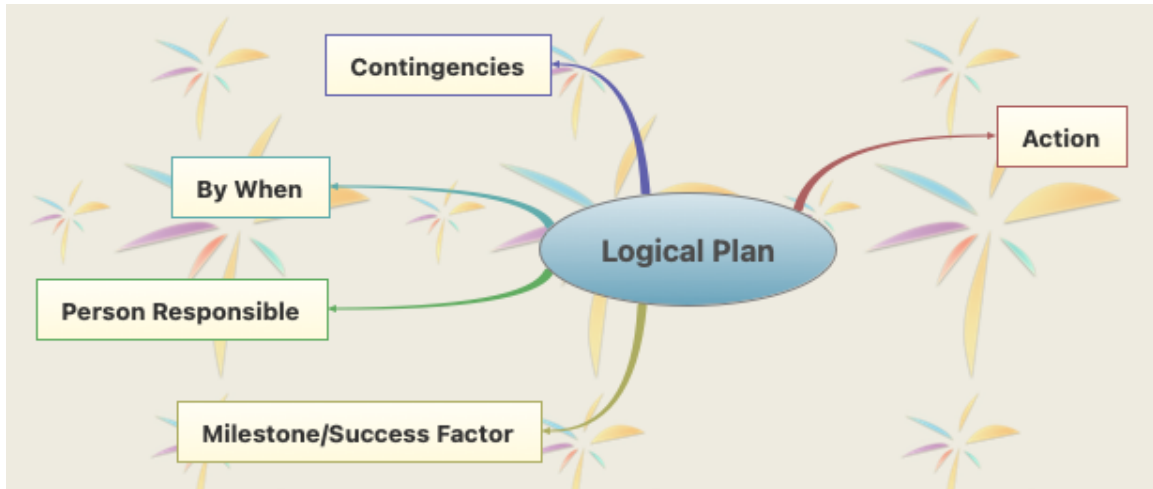 Contingencies
Action
By When
Logical Plan
Person Responsible
Milestone/Success Factor